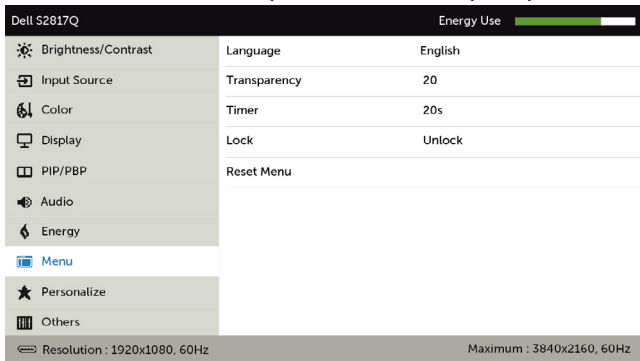 Dell S2817Q Energy Use
Brightness/Contrast Language English
Input Source Transparency 20
Color Timer 20s
Display Lock Unlock
PIP/PBP Reset Menu
Audio
Energy
Menu
Personalize
Others
Resolution : 1920x1080, 60Hz Maximum : 3840x2160, 60Hz